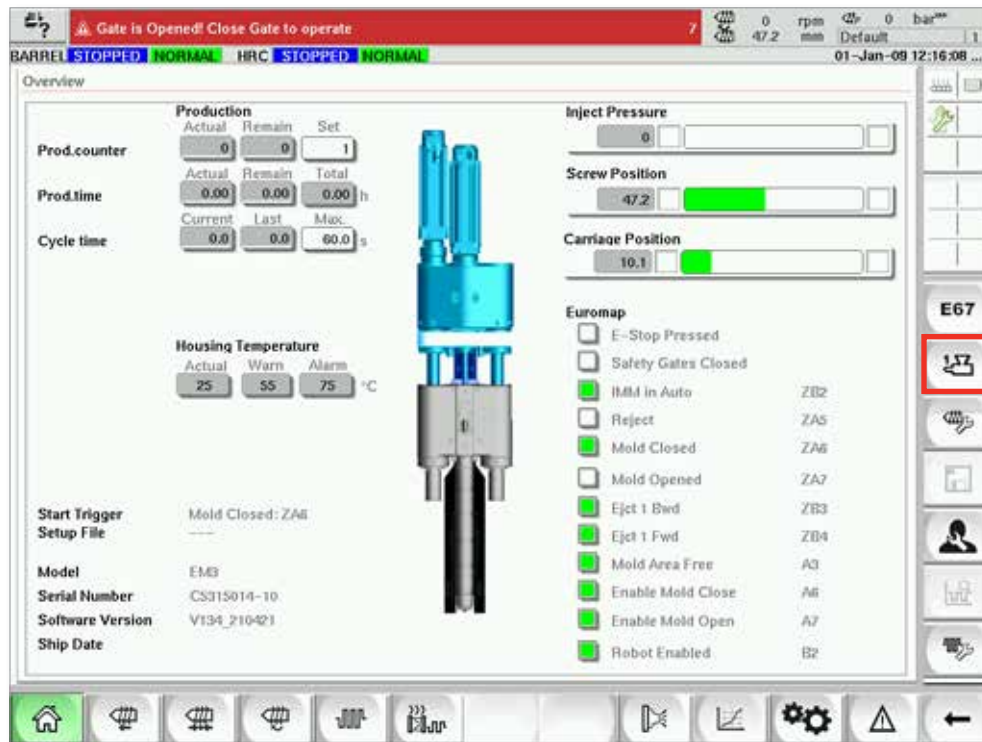 Gate is Opened! Close Gate to operate 7
0 rpm 0 bar
47.2 mm Default 1
BARREL STOPPED NORMAL HRC STOPPED NORMAL 01-Jan-09 12:16:08 ...
Overview
Production
Actual Remain Set
Prod.counter 0 0 1
Actual Remain Total
Prod.time 0.00 0.00 0.00 h
Current Last Max.
Cycle time 0.0 0.0 60.0 s
Housing Temperature
Actual Warn Alarm
25 55 75 °C
Start Trigger Mold Closed: ZA6
Setup File ---
Model EM3
Serial Number CS315014-10
Software Version V134_210421
Ship Date
Inject Pressure
0
Screw Position
47.2
Carriage Position
10.1
Euromap
E-Stop Pressed
Safety Gates Closed
IMM in Auto ZB2
Reject ZA5
Mold Closed ZA6
Mold Opened ZA7
Ejct 1 Bwd ZB3
Ejct 1 Fwd ZB4
Mold Area Free A3
Enable Mold Close A6
Enable Mold Open A7
Robot Enabled B2
E67